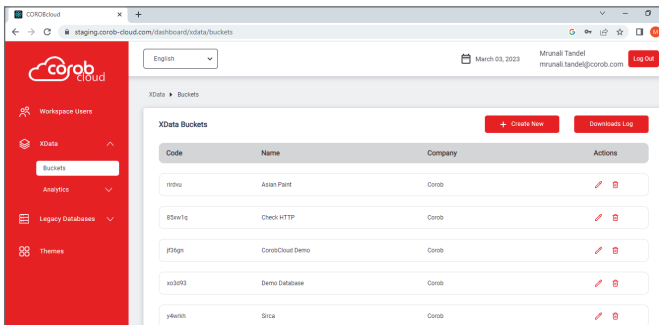 COROBcloud
staging.corob-cloud.com/dashboard/xdata/buckets
corob
cloud
English
March 03, 2023
Mrunali Tandel
mrunali.tandel@corob.com
Log Out
XData ▸ Buckets
Workspace Users
XData
Buckets
Analytics
Legacy Databases
Themes
XData Buckets
+ Create New
Downloads Log
Code Name Company Actions
Asian Paint Corob
85xw1q Check HTTP Corob
jf36gn CorobCloud Demo Corob
xo3d93 Demo Database Corob
y4wrkh Sirca Corob